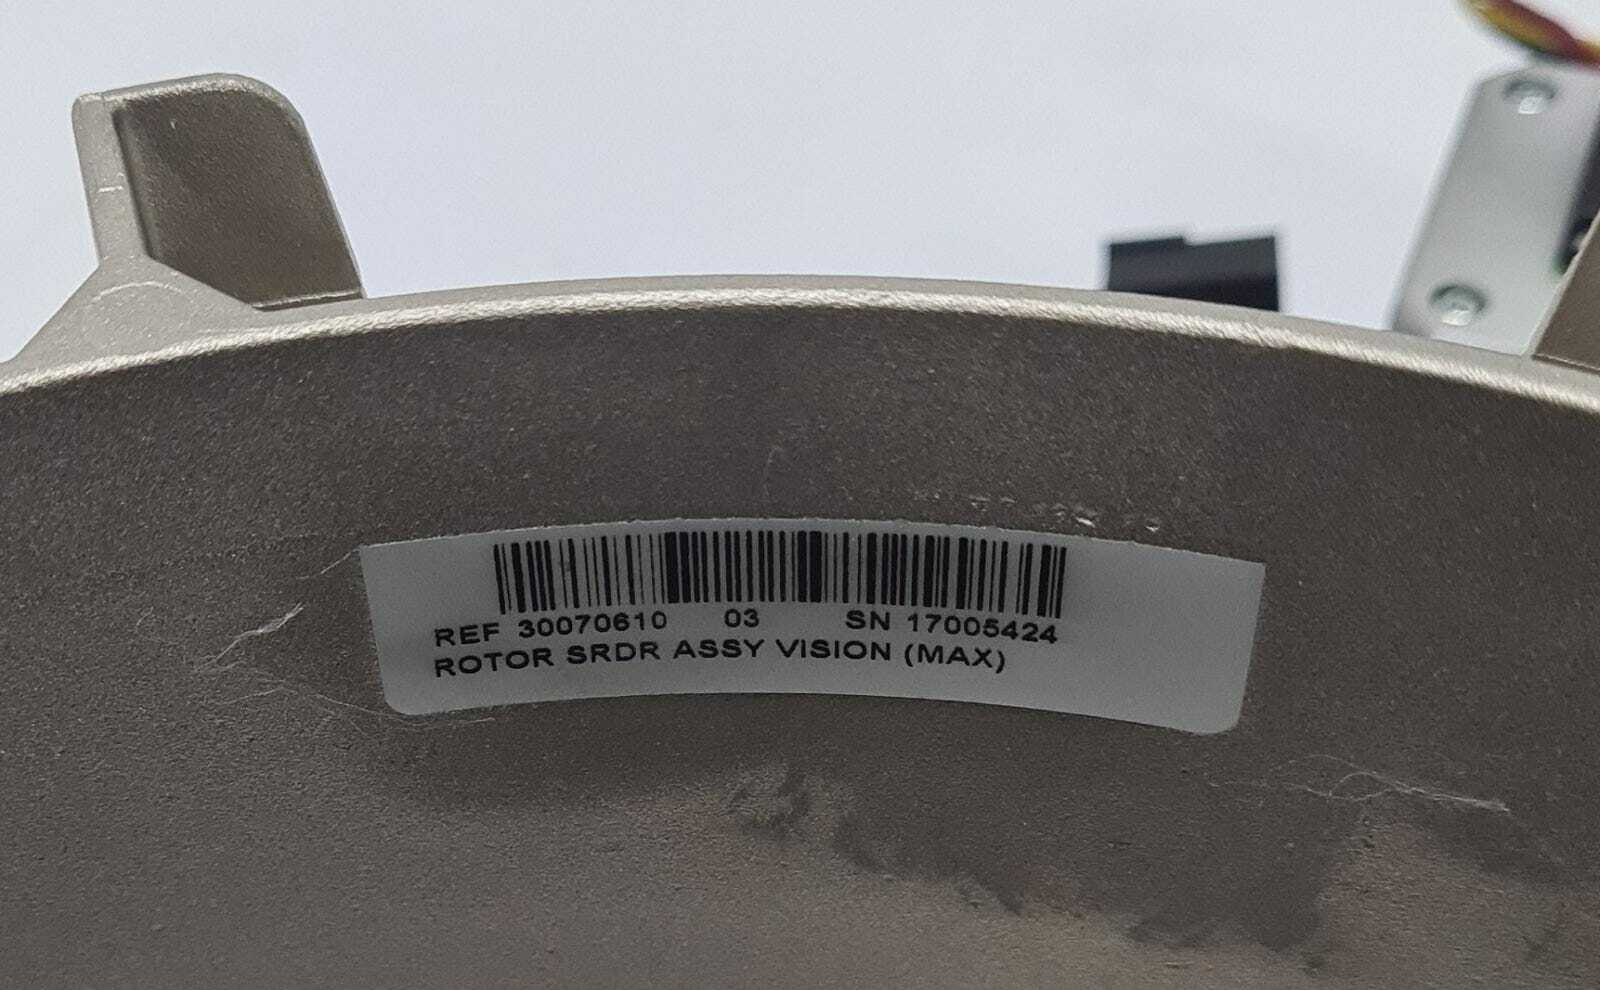 REF 30070610 03 SN 17005424
ROTOR SRDR ASSY VISION (MAX)